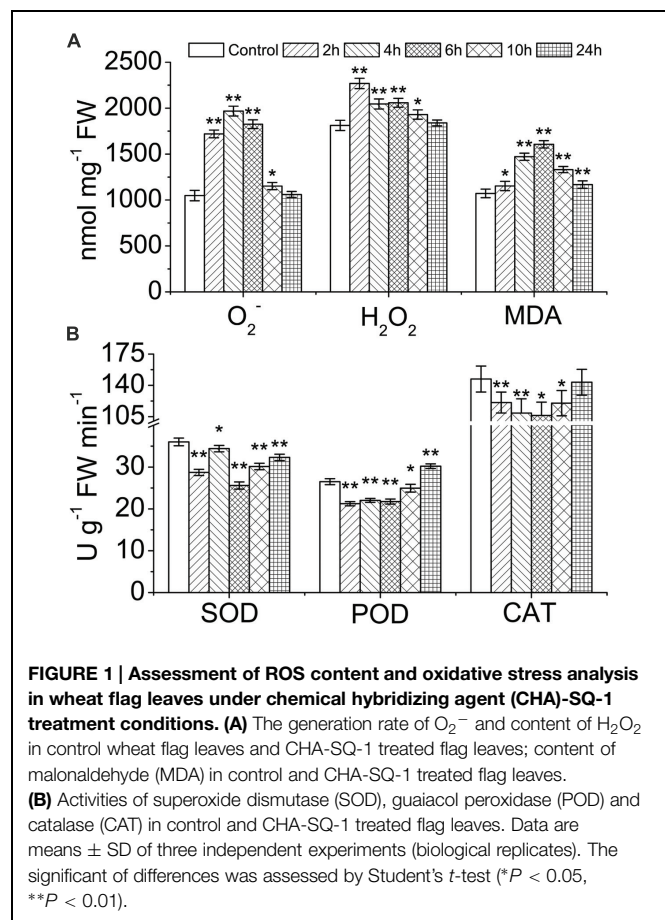 A
Control 2h 4h 6h 10h 24h
2500
2000
1500
1000
500
0
nmol mg⁻¹ FW
** ** ** *
** ** ** *
* ** ** ** **
O₂⁻ H₂O₂ MDA
B
175
140
105
30
20
10
0
U g⁻¹ FW min⁻¹
** * ** ** **
** ** ** * **
** ** * *
SOD POD CAT
FIGURE 1 | Assessment of ROS content and oxidative stress analysis
in wheat flag leaves under chemical hybridizing agent (CHA)-SQ-1
treatment conditions. (A) The generation rate of O₂⁻ and content of H₂O₂
in control wheat flag leaves and CHA-SQ-1 treated flag leaves; content of
malonaldehyde (MDA) in control and CHA-SQ-1 treated flag leaves.
(B) Activities of superoxide dismutase (SOD), guaiacol peroxidase (POD) and
catalase (CAT) in control and CHA-SQ-1 treated flag leaves. Data are
means ± SD of three independent experiments (biological replicates). The
significant of differences was assessed by Student's t-test (*P < 0.05,
**P < 0.01).